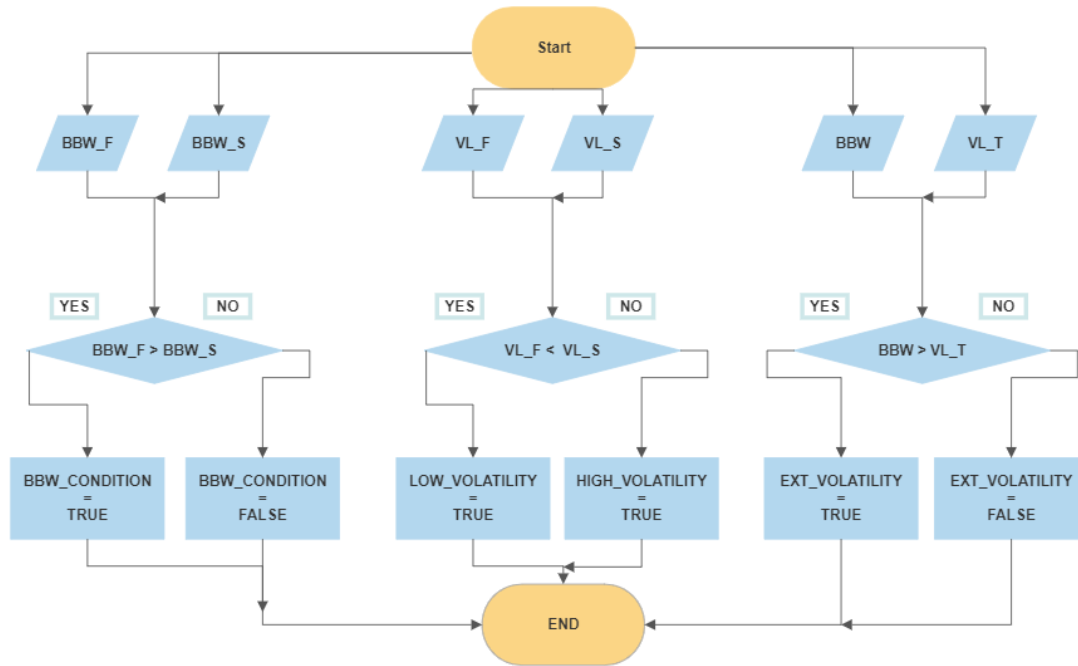 Start
BBW_F
BBW_S
VL_F
VL_S
BBW
VL_T
YES
NO
YES
NO
YES
NO
BBW_F > BBW_S
VL_F < VL_S
BBW > VL_T
BBW_CONDITION
=
TRUE
BBW_CONDITION
=
FALSE
LOW_VOLATILITY
=
TRUE
HIGH_VOLATILITY
=
TRUE
EXT_VOLATILITY
=
TRUE
EXT_VOLATILITY
=
FALSE
END